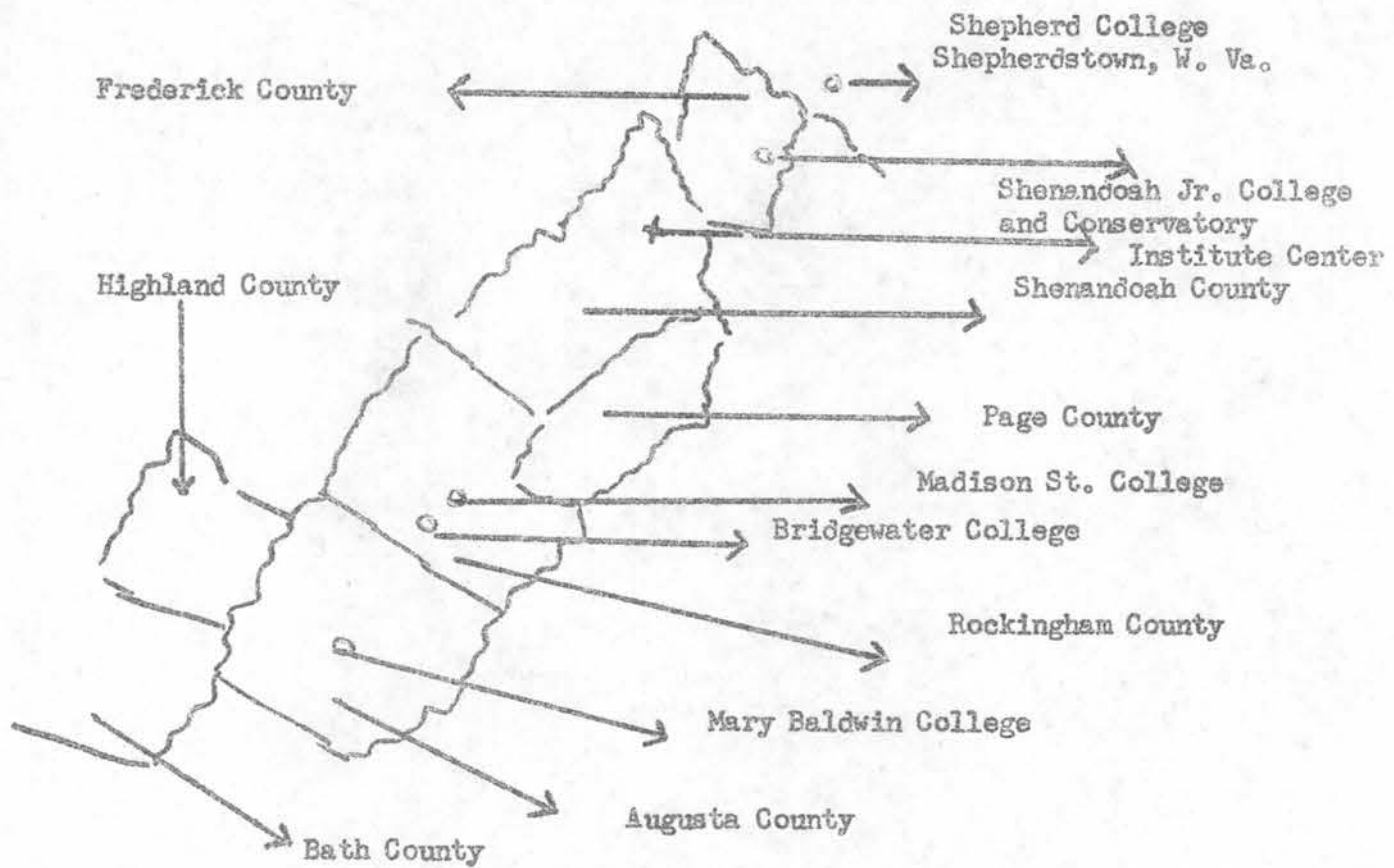 Shepherd College
Shepherdstown, W. Va.
Frederick County
Shenandoah Jr. College
and Conservatory
Institute Center
Highland County
Shenandoah County
Page County
Madison St. College
Bridgewater College
Rockingham County
Mary Baldwin College
Augusta County
Bath County